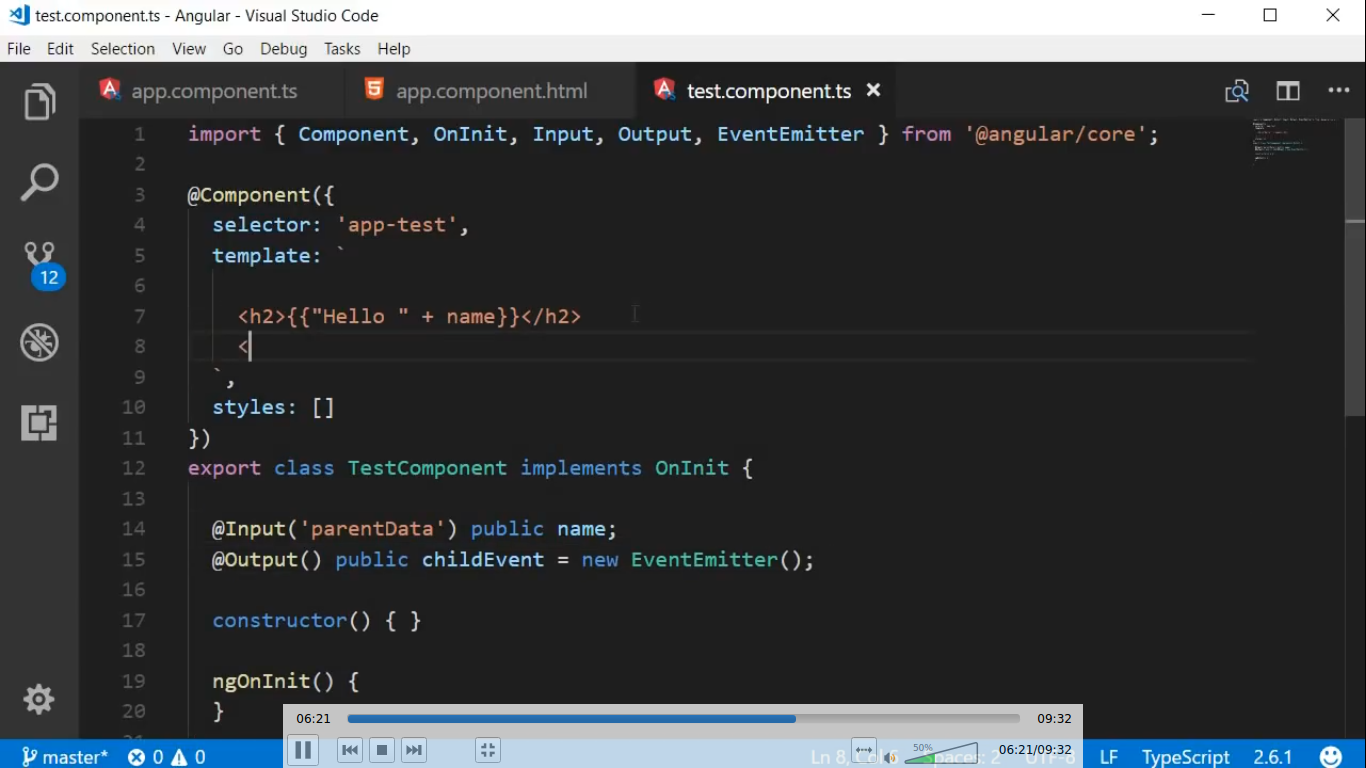 test.component.ts - Angular - Visual Studio Code
File Edit Selection View Go Debug Tasks Help
app.component.ts app.component.html test.component.ts
1 import { Component, OnInit, Input, Output, EventEmitter } from '@angular/core';
2
3 @Component({
4 selector: 'app-test',
5 template: `
6
7 <h2>{{"Hello " + name}}</h2>
8 <
9 `,
10 styles: []
11 })
12 export class TestComponent implements OnInit {
13
14 @Input('parentData') public name;
15 @Output() public childEvent = new EventEmitter();
16
17 constructor() { }
18
19 ngOnInit() {
20 }
12
06:21 09:32
50% 06:21/09:32
master* 0 0 Ln 8, Col 6 Spaces: 2 UTF-8 LF TypeScript 2.6.1